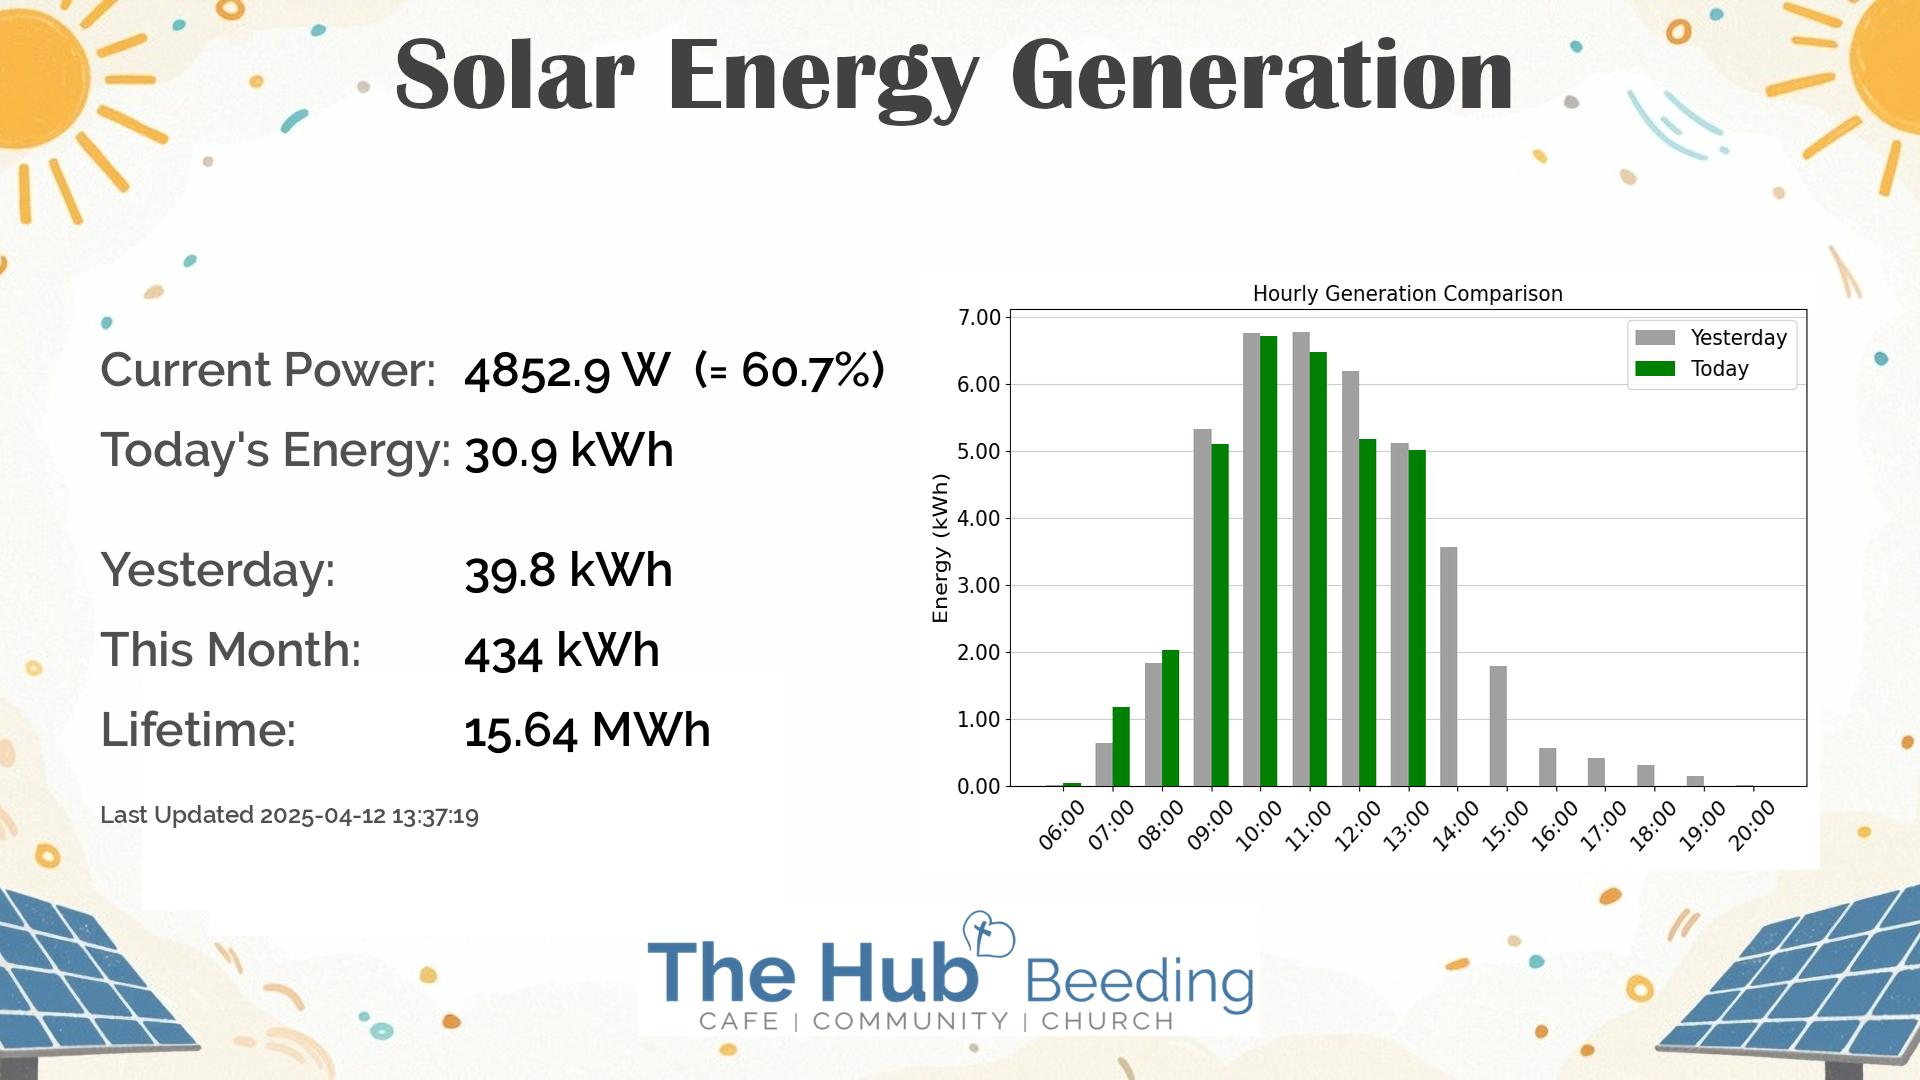 Solar Energy Generation
Current Power: 4852.9 W (= 60.7%)
Today's Energy: 30.9 kWh
Yesterday: 39.8 kWh
This Month: 434 kWh
Lifetime: 15.64 MWh
Last Updated 2025-04-12 13:37:19
Hourly Generation Comparison
Yesterday
Today
Energy (kWh)
7.00
6.00
5.00
4.00
3.00
2.00
1.00
0.00
06:00 07:00 08:00 09:00 10:00 11:00 12:00 13:00 14:00 15:00 16:00 17:00 18:00 19:00 20:00
The Hub Beeding
CAFE | COMMUNITY | CHURCH